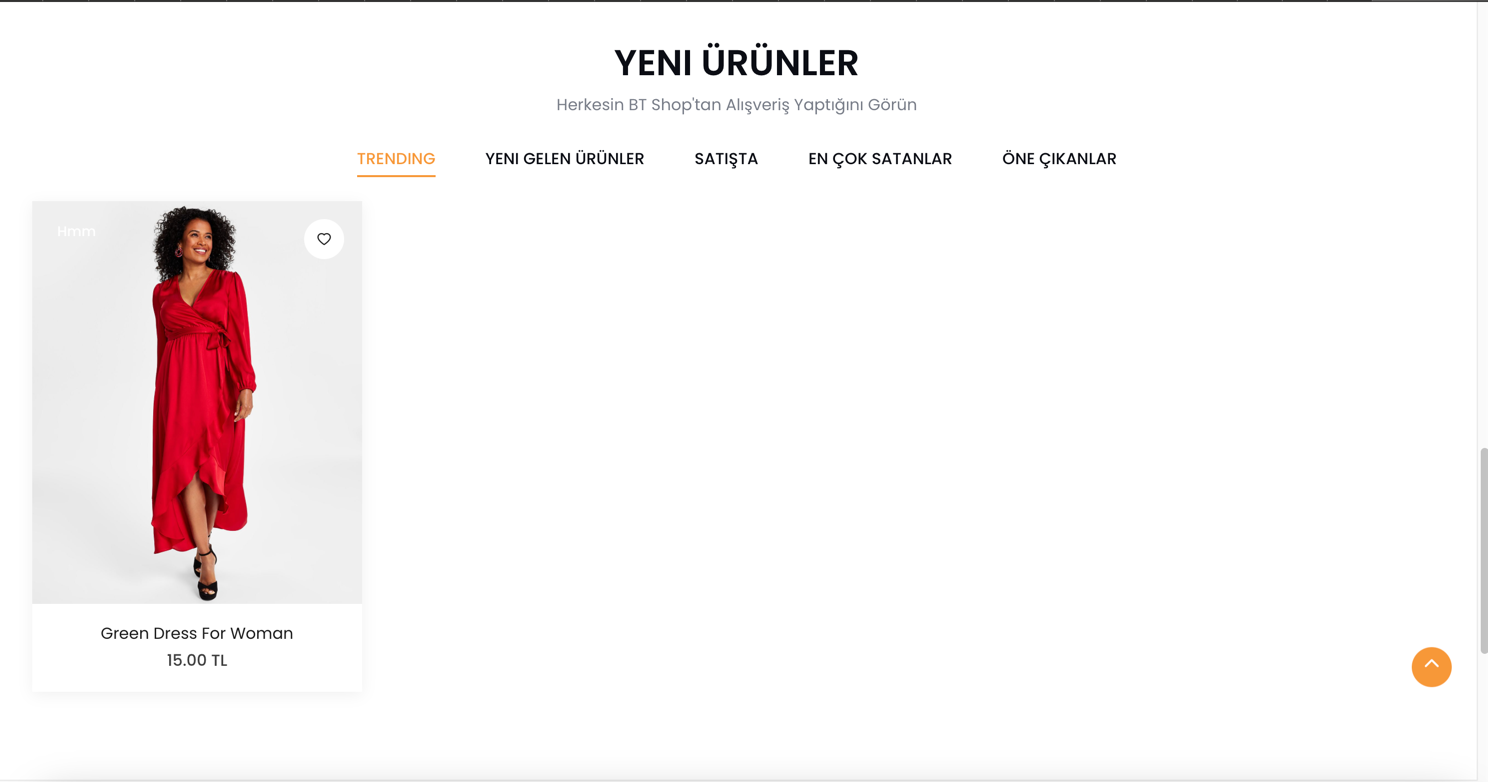 YENI ÜRÜNLER
Herkesin BT Shop'tan Alışveriş Yaptığını Görün
TRENDING YENI GELEN ÜRÜNLER SATIŞTA EN ÇOK SATANLAR ÖNE ÇIKANLAR
Hmm
Green Dress For Woman
15.00 TL